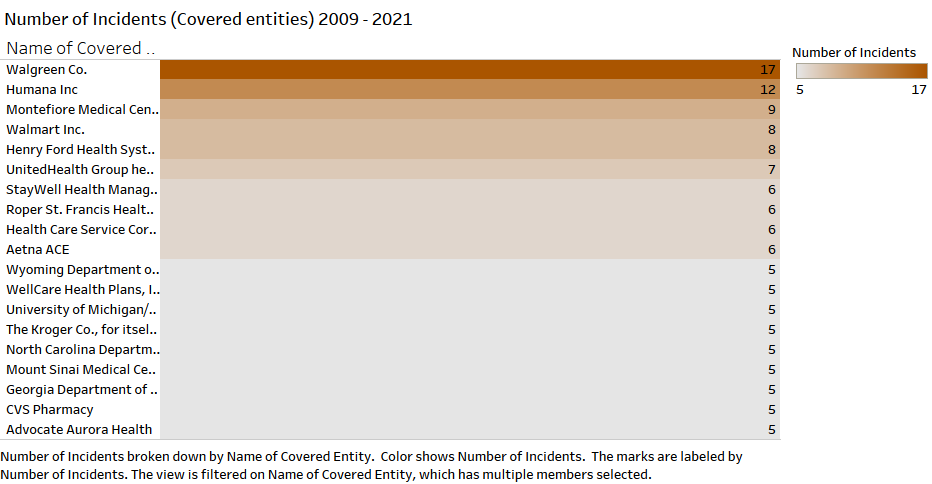 Number of Incidents (Covered entities) 2009 - 2021
Name of Covered ..
Number of Incidents
5 17
Walgreen Co. 17
Humana Inc 12
Montefiore Medical Cen.. 9
Walmart Inc. 8
Henry Ford Health Syst.. 8
UnitedHealth Group he.. 7
StayWell Health Manag.. 6
Roper St. Francis Healt.. 6
Health Care Service Cor.. 6
Aetna ACE 6
Wyoming Department o.. 5
WellCare Health Plans, I.. 5
University of Michigan/.. 5
The Kroger Co., for itsel.. 5
North Carolina Departm.. 5
Mount Sinai Medical Ce.. 5
Georgia Department of .. 5
CVS Pharmacy 5
Advocate Aurora Health 5
Number of Incidents broken down by Name of Covered Entity.  Color shows Number of Incidents.  The marks are labeled by
Number of Incidents. The view is filtered on Name of Covered Entity, which has multiple members selected.